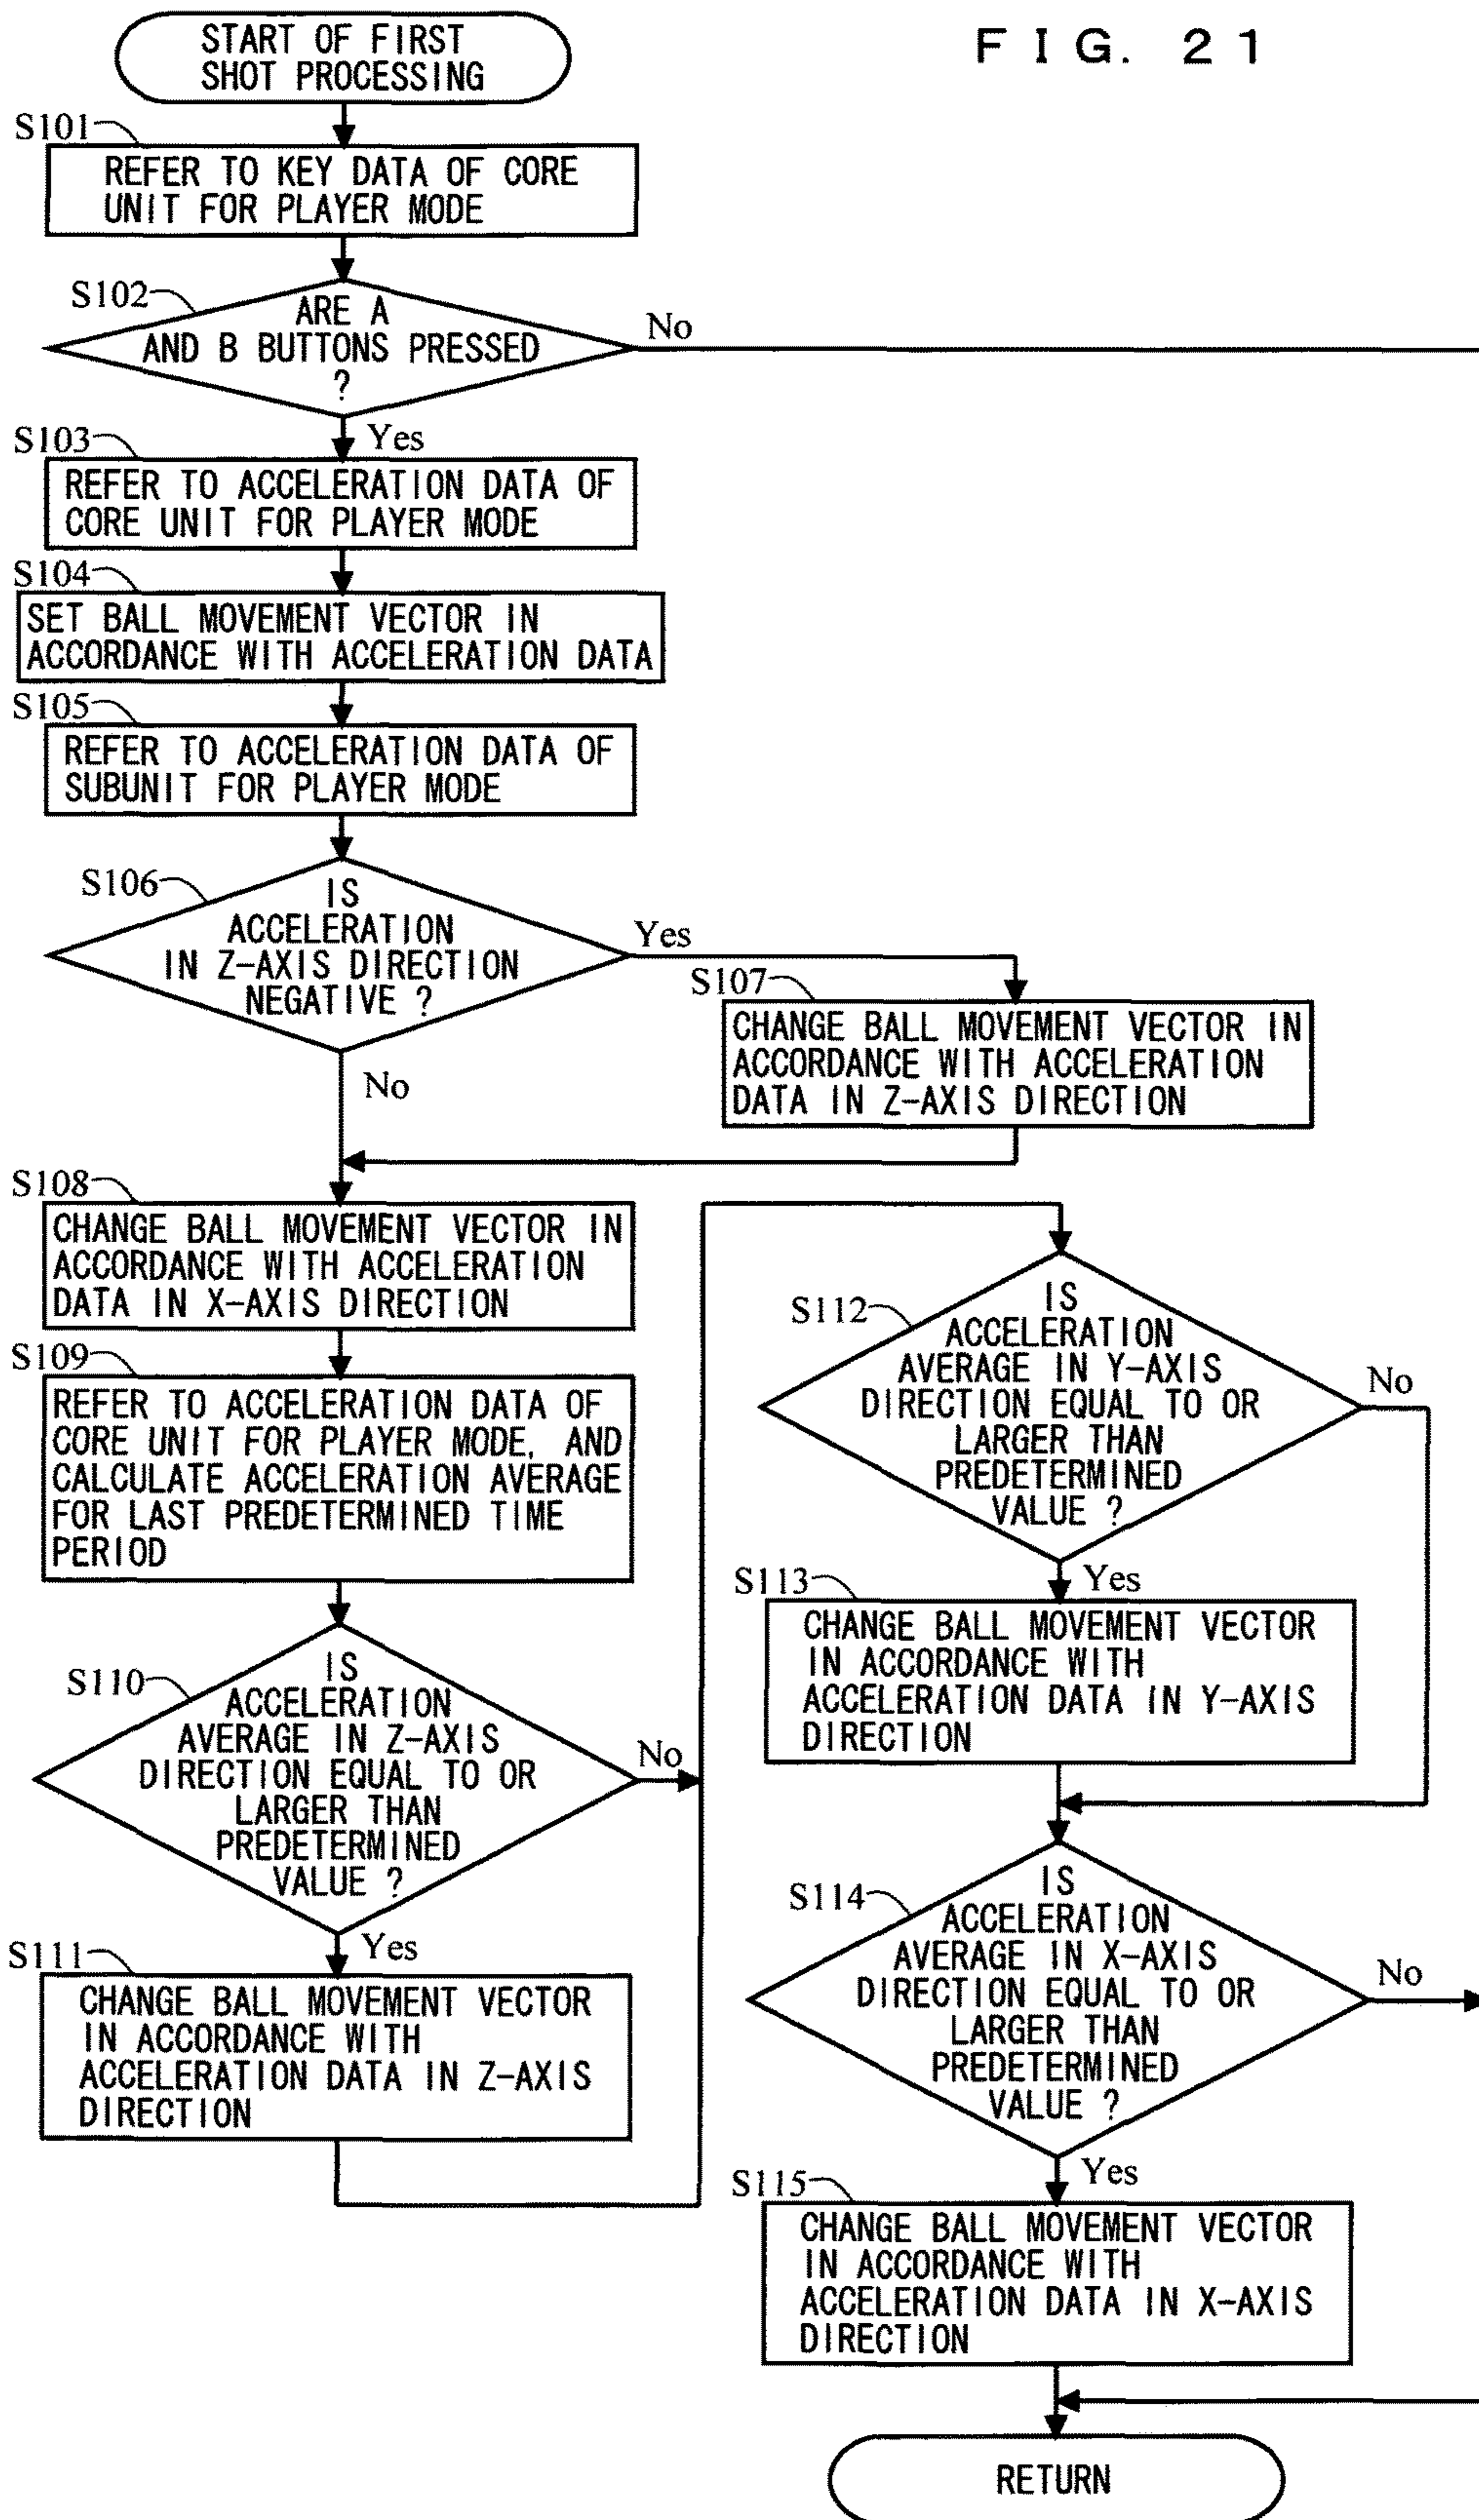 FIG. 21
START OF FIRST
SHOT PROCESSING
S101
REFER TO KEY DATA OF CORE
UNIT FOR PLAYER MODE
S102
ARE A
AND B BUTTONS PRESSED
?
No
Yes
S103
REFER TO ACCELERATION DATA OF
CORE UNIT FOR PLAYER MODE
S104
SET BALL MOVEMENT VECTOR IN
ACCORDANCE WITH ACCELERATION DATA
S105
REFER TO ACCELERATION DATA OF
SUBUNIT FOR PLAYER MODE
S106
IS
ACCELERATION
IN Z-AXIS DIRECTION
NEGATIVE ?
Yes
No
S107
CHANGE BALL MOVEMENT VECTOR IN
ACCORDANCE WITH ACCELERATION
DATA IN Z-AXIS DIRECTION
S108
CHANGE BALL MOVEMENT VECTOR IN
ACCORDANCE WITH ACCELERATION
DATA IN X-AXIS DIRECTION
S109
REFER TO ACCELERATION DATA OF
CORE UNIT FOR PLAYER MODE, AND
CALCULATE ACCELERATION AVERAGE
FOR LAST PREDETERMINED TIME
PERIOD
S110
IS
ACCELERATION
AVERAGE IN Z-AXIS
DIRECTION EQUAL TO OR
LARGER THAN
PREDETERMINED
VALUE ?
No
Yes
S111
CHANGE BALL MOVEMENT VECTOR
IN ACCORDANCE WITH
ACCELERATION DATA IN Z-AXIS
DIRECTION
S112
IS
ACCELERATION
AVERAGE IN Y-AXIS
DIRECTION EQUAL TO OR
LARGER THAN
PREDETERMINED
VALUE ?
No
Yes
S113
CHANGE BALL MOVEMENT VECTOR
IN ACCORDANCE WITH
ACCELERATION DATA IN Y-AXIS
DIRECTION
S114
IS
ACCELERATION
AVERAGE IN X-AXIS
DIRECTION EQUAL TO OR
LARGER THAN
PREDETERMINED
VALUE ?
No
Yes
S115
CHANGE BALL MOVEMENT VECTOR
IN ACCORDANCE WITH
ACCELERATION DATA IN X-AXIS
DIRECTION
RETURN